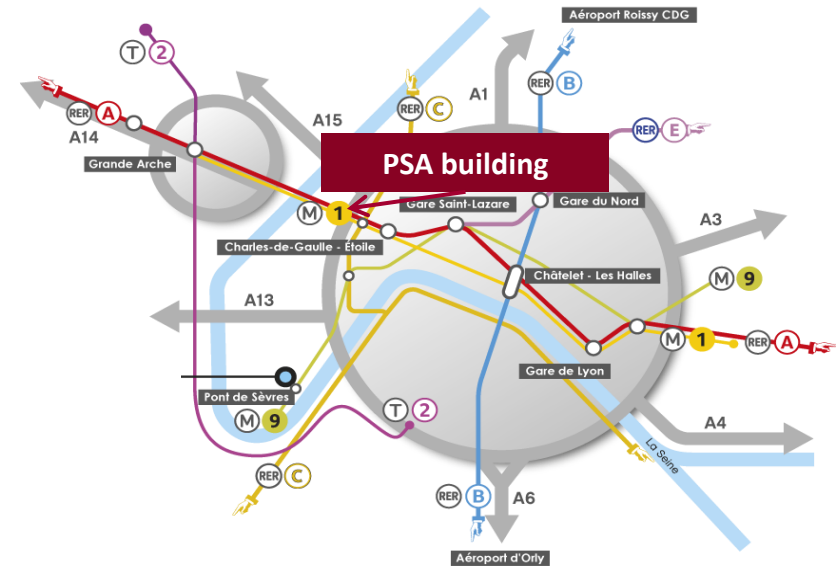 Aéroport Roissy CDG
T 2
RER B
A1
RER A
A14
RER C
A15
RER E
Grande Arche
PSA building
M 1
Gare Saint-Lazare
Gare du Nord
A3
Charles-de-Gaulle - Étoile
Châtelet - Les Halles
M 9
A13
M 1
RER A
Gare de Lyon
Pont de Sèvres
M 9
T 2
A4
La Seine
RER C
RER B
A6
Aéroport d'Orly